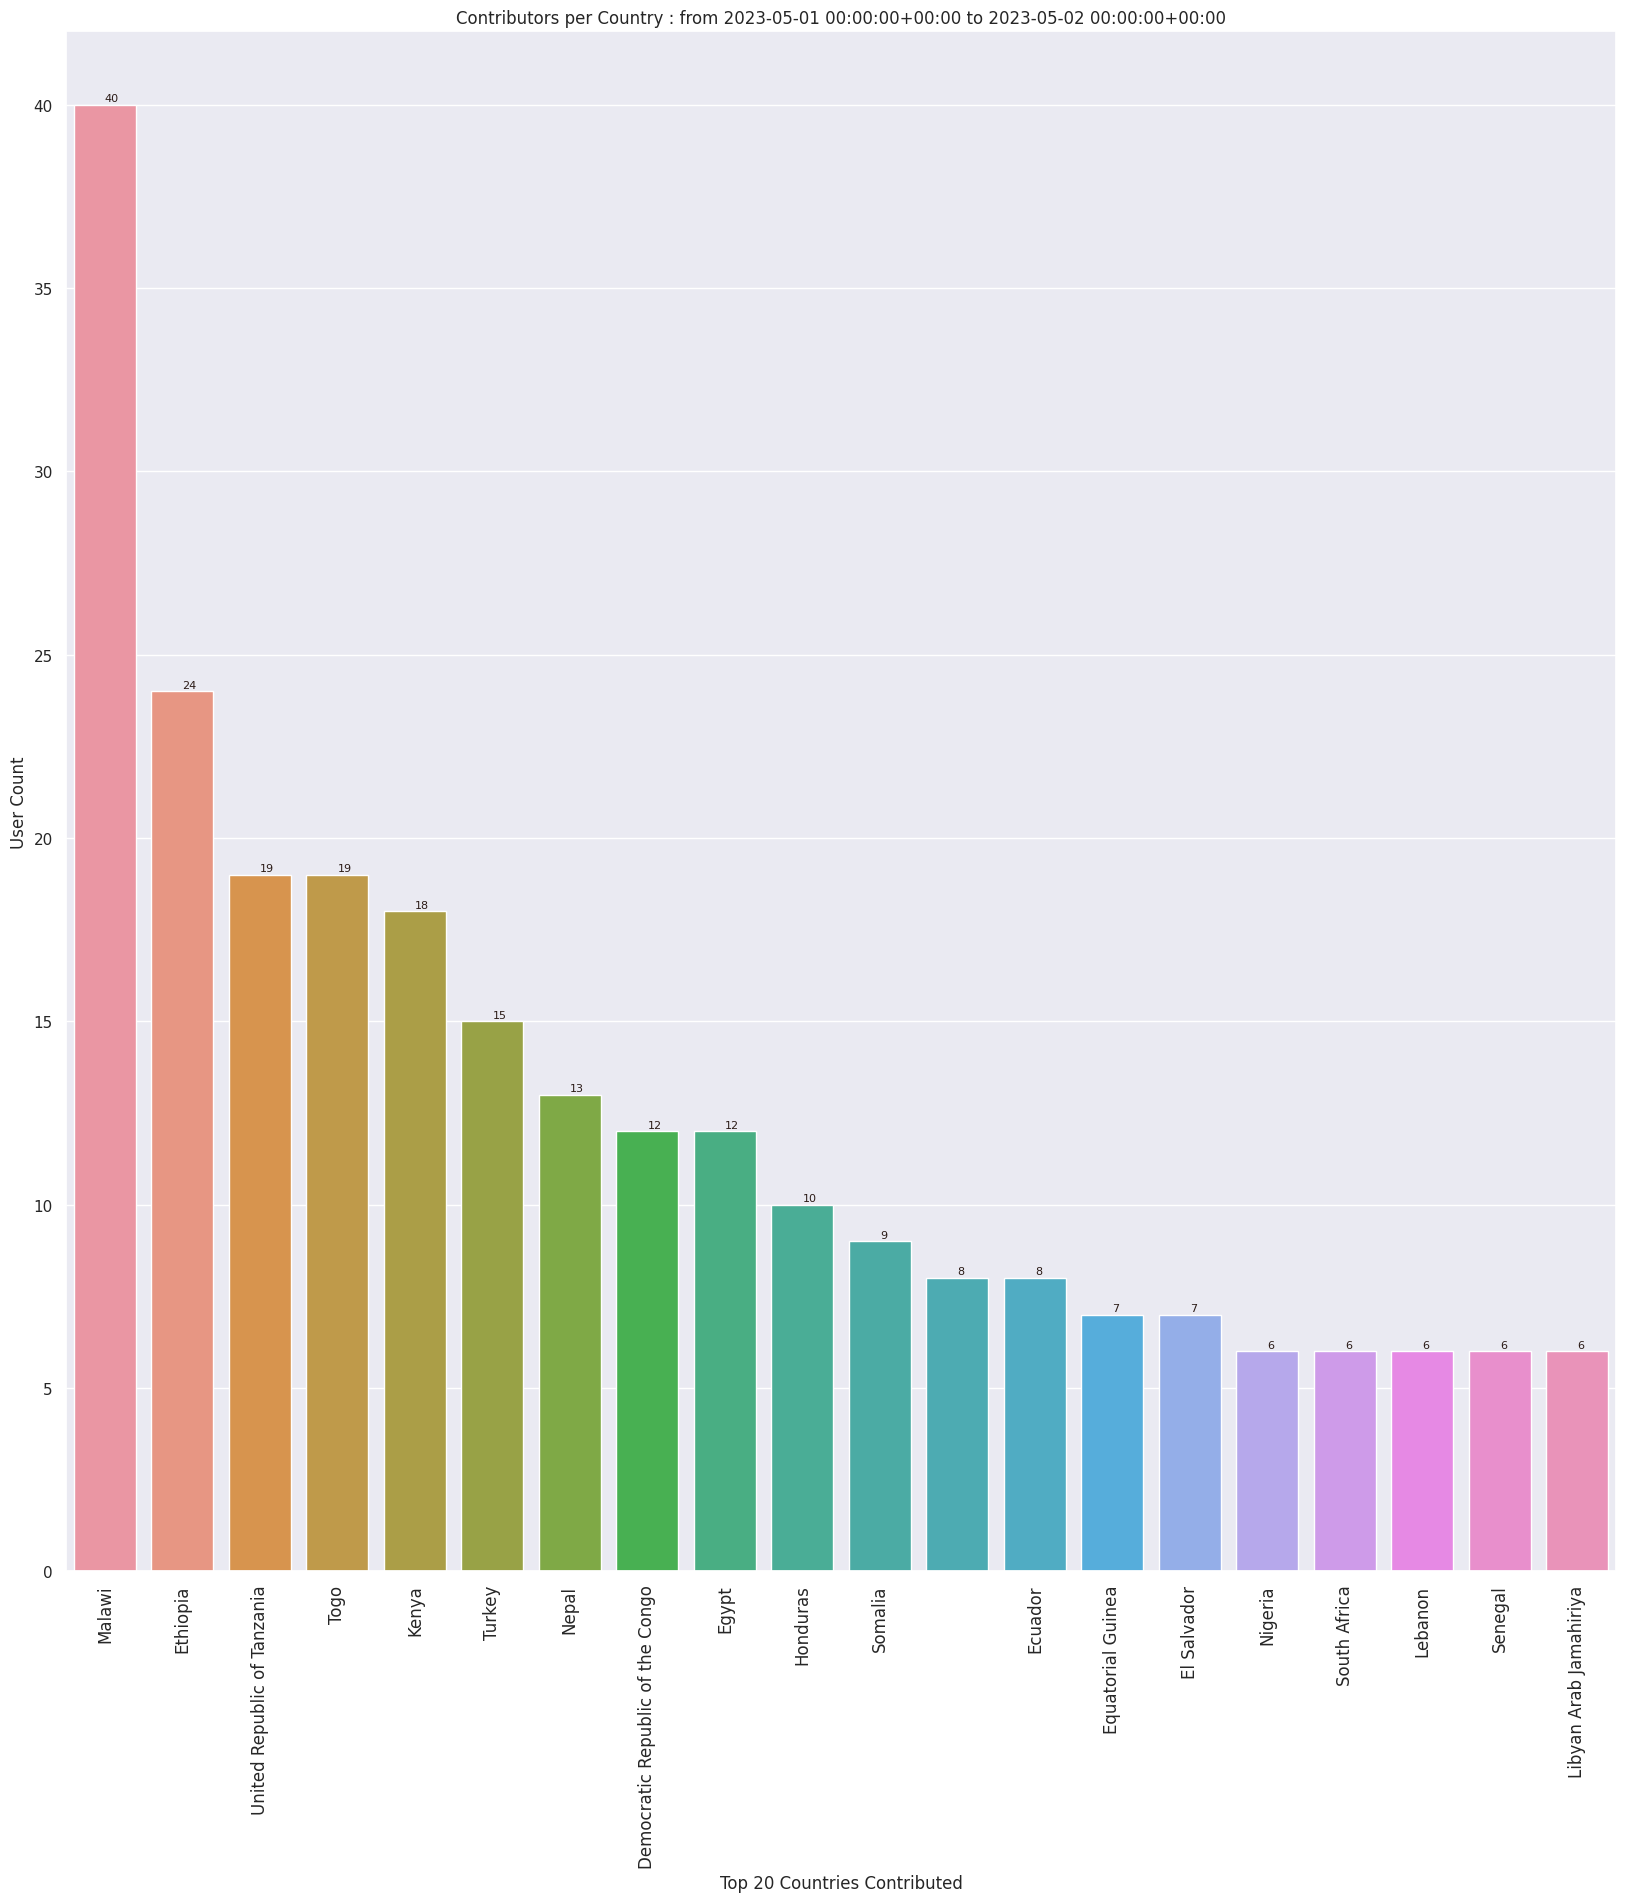 Contributors per Country : from 2023-05-01 00:00:00+00:00 to 2023-05-02 00:00:00+00:00
User Count
40
35
30
25
20
15
10
5
0
40
24
19
19
18
15
13
12
12
10
9
8
8
7
7
6
6
6
6
6
Malawi
Ethiopia
United Republic of Tanzania
Togo
Kenya
Turkey
Nepal
Democratic Republic of the Congo
Egypt
Honduras
Somalia
Ecuador
Equatorial Guinea
El Salvador
Nigeria
South Africa
Lebanon
Senegal
Libyan Arab Jamahiriya
Top 20 Countries Contributed